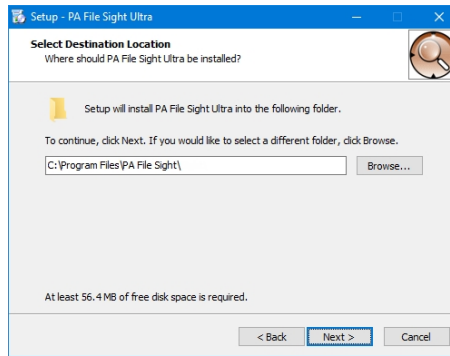 Setup - PA File Sight Ultra
Select Destination Location
Where should PA File Sight Ultra be installed?
Setup will install PA File Sight Ultra into the following folder.
To continue, click Next. If you would like to select a different folder, click Browse.
C:\Program Files\PA File Sight\
Browse...
At least 56.4 MB of free disk space is required.
< Back
Next >
Cancel